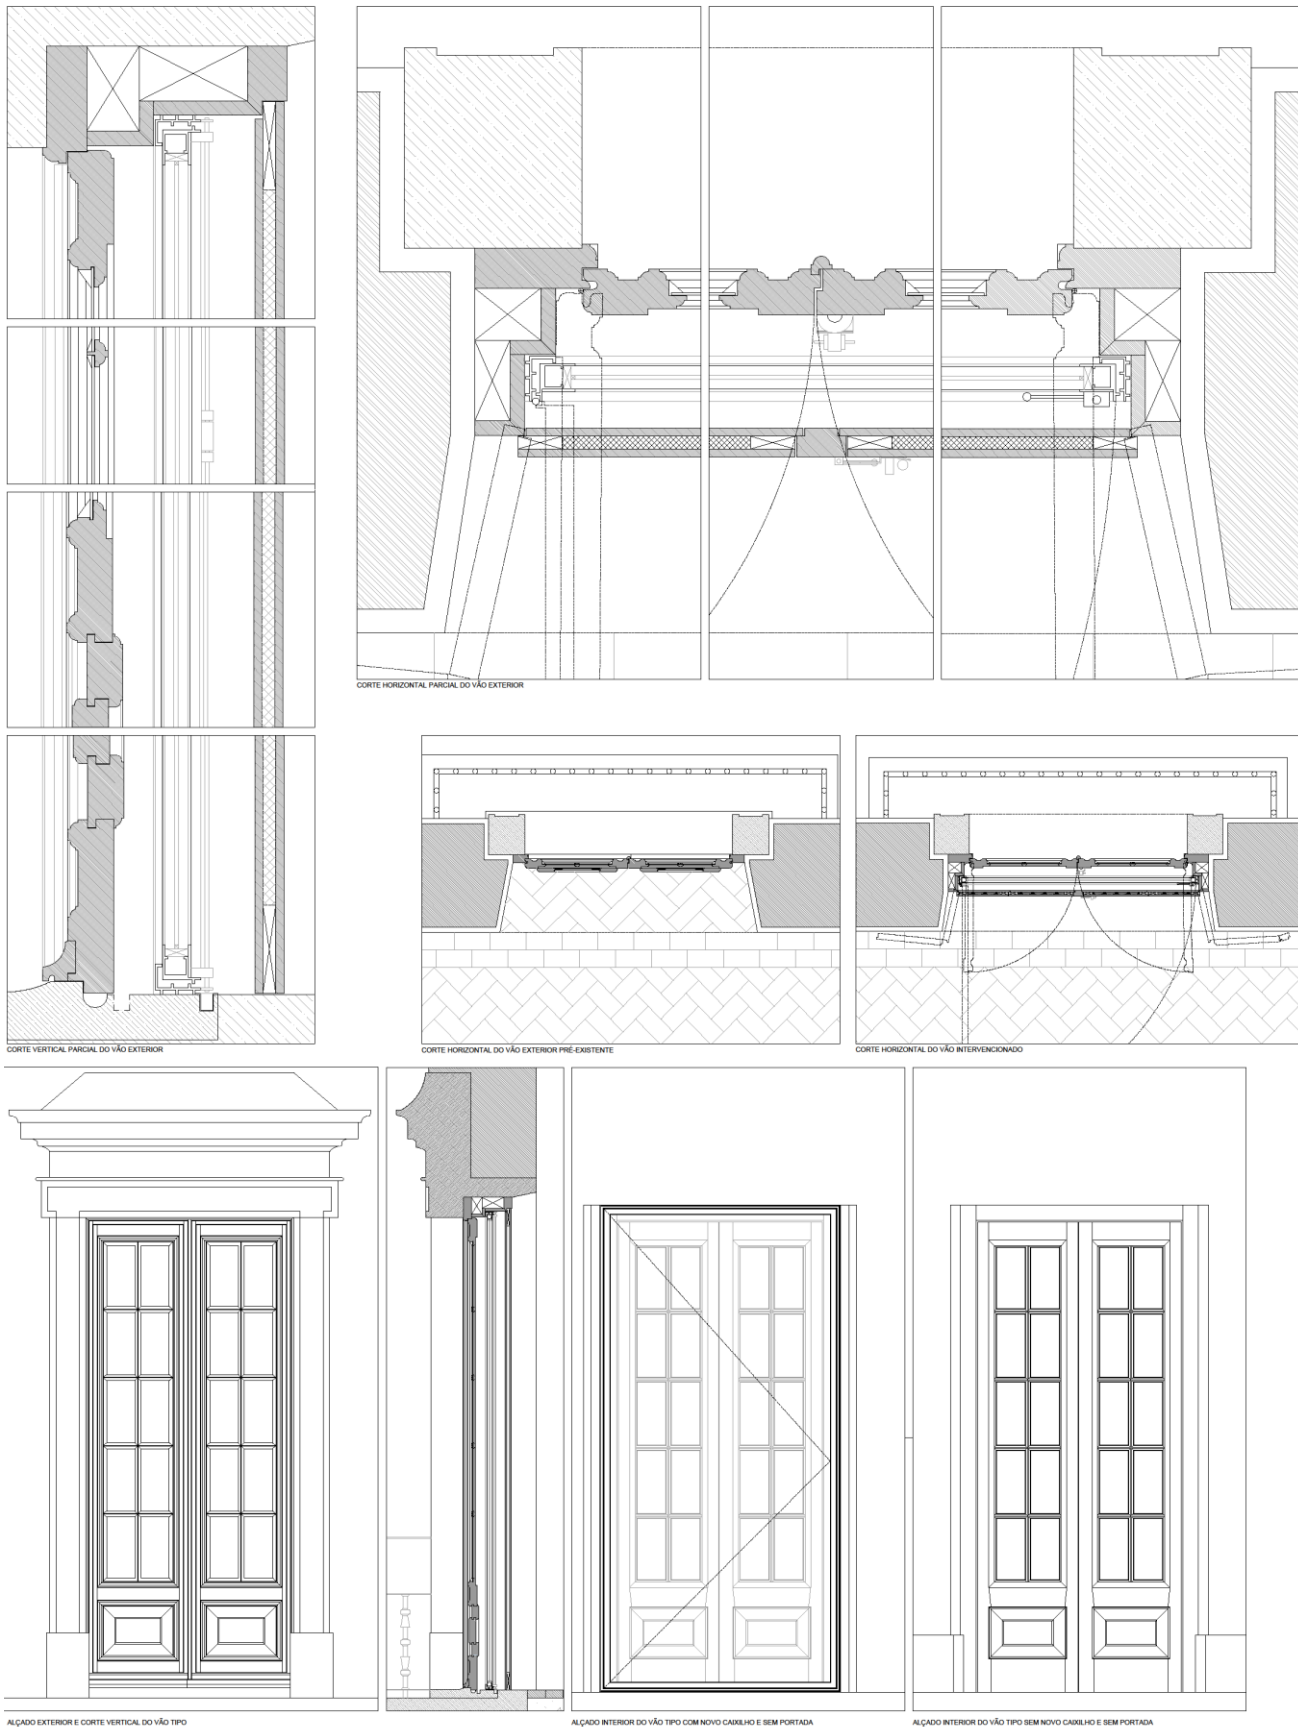 CORTE HORIZONTAL PARCIAL DO VÃO EXTERIOR
CORTE VERTICAL PARCIAL DO VÃO EXTERIOR
CORTE HORIZONTAL DO VÃO EXTERIOR PRÉ-EXISTENTE
CORTE HORIZONTAL DO VÃO INTERVENCIONADO
ALÇADO EXTERIOR E CORTE VERTICAL DO VÃO TIPO
ALÇADO INTERIOR DO VÃO TIPO COM NOVO CAIXILHO E SEM PORTADA
ALÇADO INTERIOR DO VÃO TIPO SEM NOVO CAIXILHO E SEM PORTADA